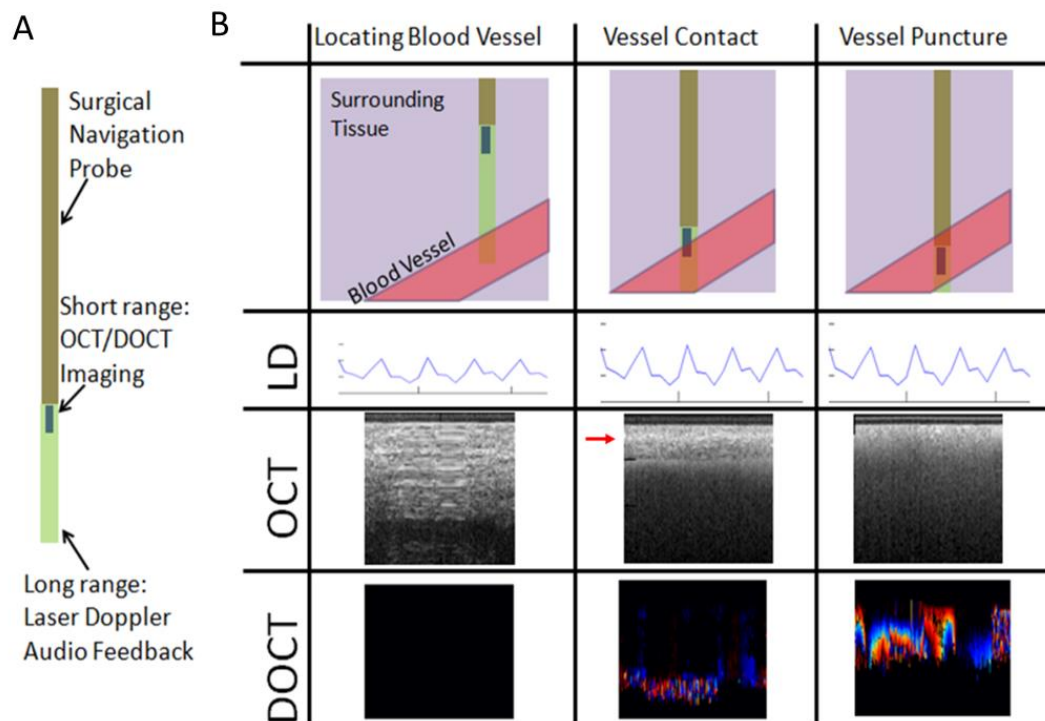 A
Surgical
Navigation
Probe
Short range:
OCT/DOCT
Imaging
Long range:
Laser Doppler
Audio Feedback
B
Locating Blood Vessel
Vessel Contact
Vessel Puncture
Surrounding
Tissue
Blood Vessel
LD
OCT
DOCT